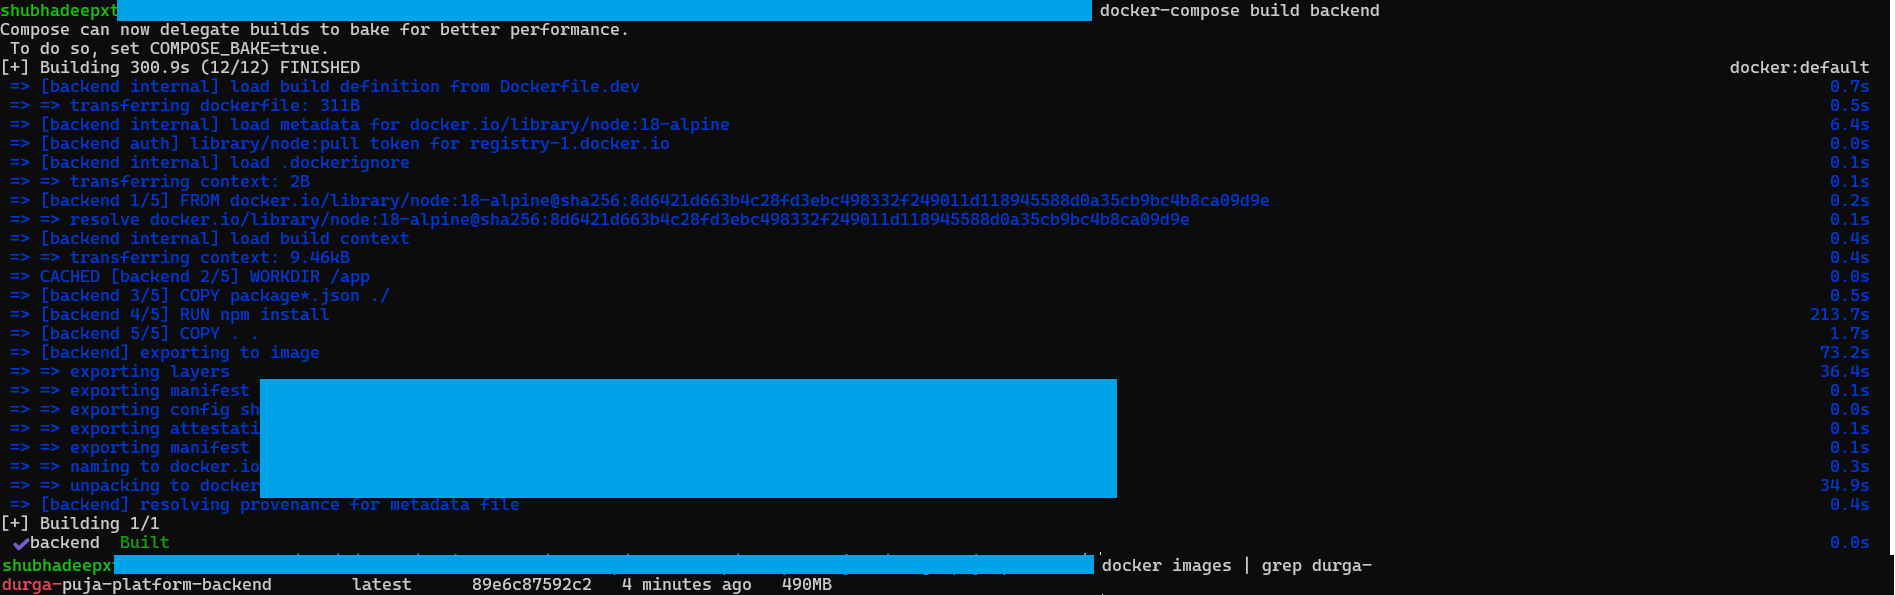 shubhadeepxt docker-compose build backend
Compose can now delegate builds to bake for better performance.
To do so, set COMPOSE_BAKE=true.
[+] Building 300.9s (12/12) FINISHED docker:default
=> [backend internal] load build definition from Dockerfile.dev 0.7s
=> => transferring dockerfile: 311B 0.5s
=> [backend internal] load metadata for docker.io/library/node:18-alpine 6.4s
=> [backend auth] library/node:pull token for registry-1.docker.io 0.0s
=> [backend internal] load .dockerignore 0.1s
=> => transferring context: 2B 0.1s
=> [backend 1/5] FROM docker.io/library/node:18-alpine@sha256:8d6421d663b4c28fd3ebc498332f249011d118945588d0a35cb9bc4b8ca09d9e 0.2s
=> => resolve docker.io/library/node:18-alpine@sha256:8d6421d663b4c28fd3ebc498332f249011d118945588d0a35cb9bc4b8ca09d9e 0.1s
=> [backend internal] load build context 0.4s
=> => transferring context: 9.46kB 0.4s
=> CACHED [backend 2/5] WORKDIR /app 0.0s
=> [backend 3/5] COPY package*.json ./ 0.5s
=> [backend 4/5] RUN npm install 213.7s
=> [backend 5/5] COPY . . 1.7s
=> [backend] exporting to image 73.2s
=> => exporting layers 36.4s
=> => exporting manifest 0.1s
=> => exporting config sh 0.0s
=> => exporting attestati 0.1s
=> => exporting manifest 0.1s
=> => naming to docker.io 0.3s
=> => unpacking to docker 34.9s
=> [backend] resolving provenance for metadata file 0.4s
[+] Building 1/1
✔backend Built 0.0s
shubhadeepx docker images | grep durga-
durga-puja-platform-backend latest 89e6c87592c2 4 minutes ago 490MB